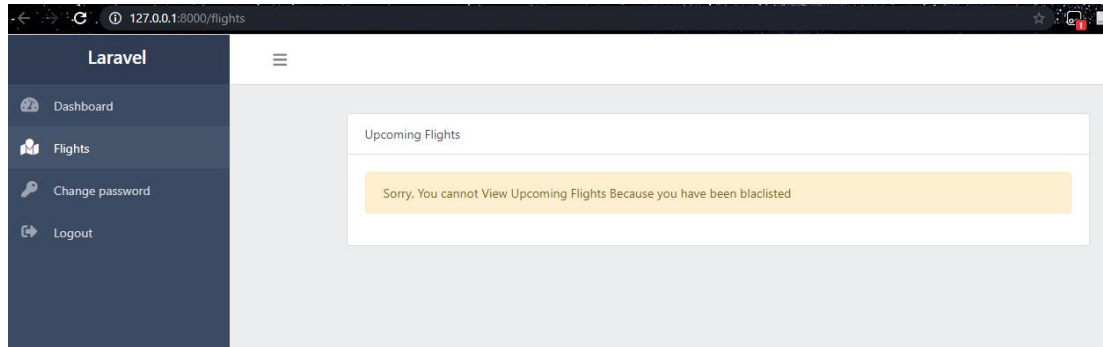 127.0.0.1:8000/flights
1
Laravel
Dashboard
Flights
Change password
Logout
Upcoming Flights
Sorry, You cannot View Upcoming Flights Because you have been blaclisted